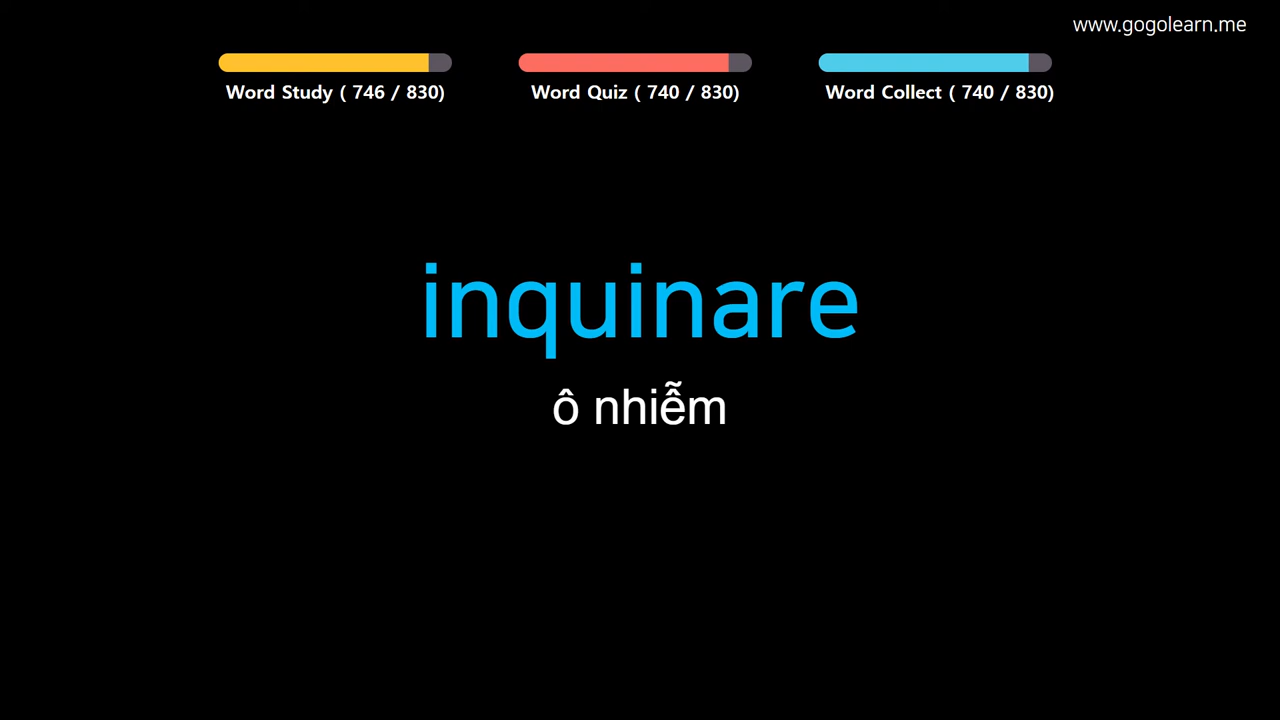 www.gogolearn.me
Word Study ( 746 / 830)
Word Quiz ( 740 / 830)
Word Collect ( 740 / 830)
inquinare
ô nhiễm